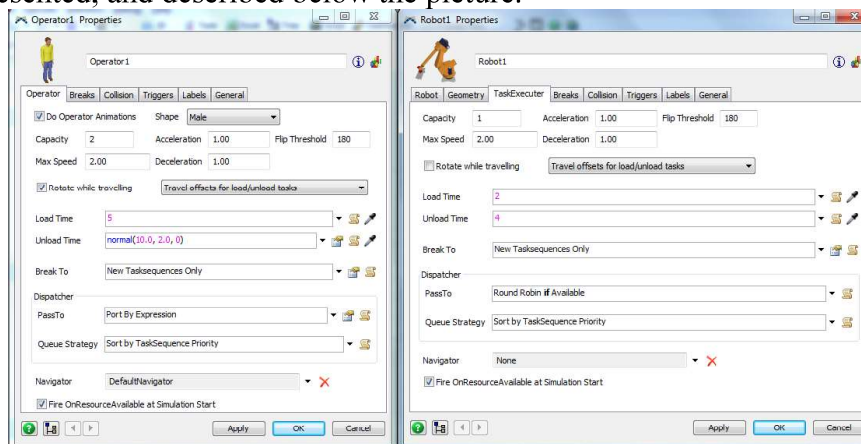 esented, and described below the picture.
Operator1 Properties
Operator1
Operator Breaks Collision Triggers Labels General
Do Operator Animations Shape Male
Capacity 2 Acceleration 1.00 Flip Threshold 180
Max Speed 2.00 Deceleration 1.00
Rotate while travelling Travel offsets for load/unload tasks
Load Time 5
Unload Time normal(10.0, 2.0, 0)
Break To New Tasksequences Only
Dispatcher
PassTo Port By Expression
Queue Strategy Sort by TaskSequence Priority
Navigator DefaultNavigator
Fire OnResourceAvailable at Simulation Start
Apply OK Cancel
Robot1 Properties
Robot1
Robot Geometry TaskExecuter Breaks Collision Triggers Labels General
Capacity 1 Acceleration 1.00 Flip Threshold 180
Max Speed 2.00 Deceleration 1.00
Rotate while travelling Travel offsets for load/unload tasks
Load Time 2
Unload Time 4
Break To New Tasksequences Only
Dispatcher
PassTo Round Robin if Available
Queue Strategy Sort by TaskSequence Priority
Navigator None
Fire OnResourceAvailable at Simulation Start
Apply OK Cancel